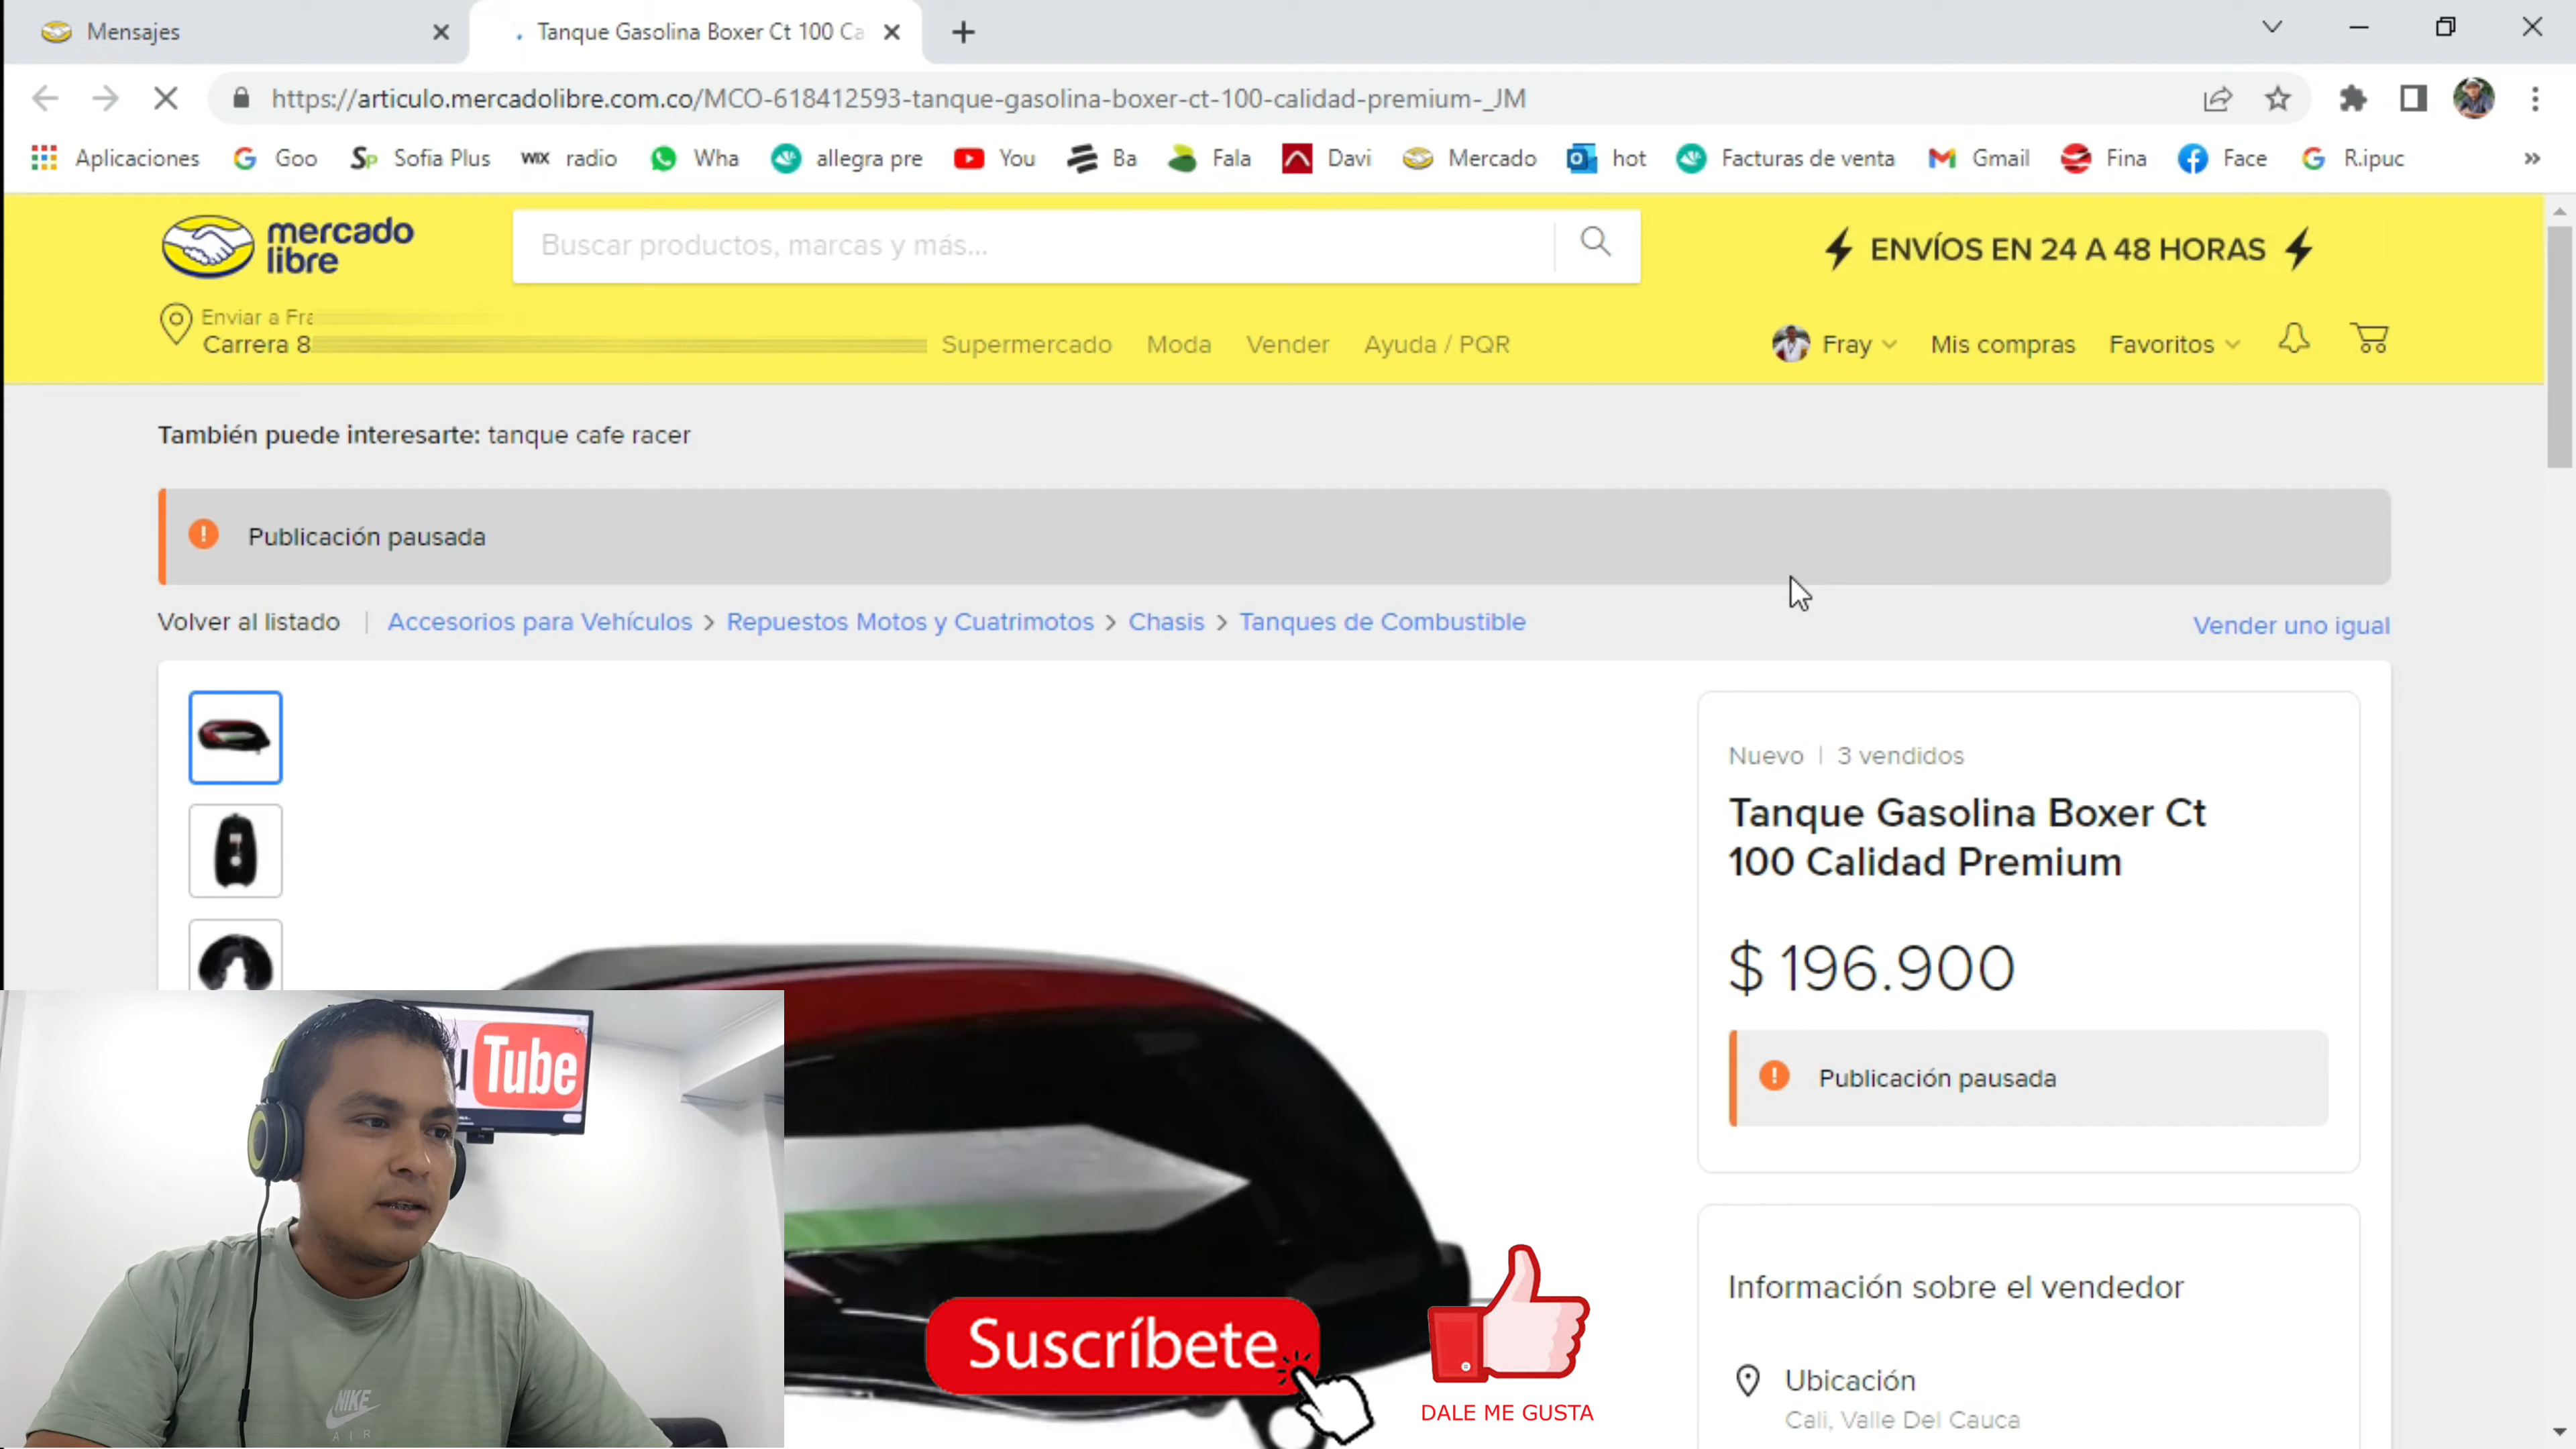 Mensajes
Tanque Gasolina Boxer Ct 100 Ca
https://articulo.mercadolibre.com.co/MCO-618412593-tanque-gasolina-boxer-ct-100-calidad-premium-_JM
Aplicaciones Goo Sofia Plus WIX radio Wha allegra pre You Ba Fala Davi Mercado hot Facturas de venta Gmail Fina Face R.ipuc »
mercado
libre
Buscar productos, marcas y más...
ENVÍOS EN 24 A 48 HORAS
Enviar a Fra
Carrera 8
Supermercado Moda Vender Ayuda / PQR
Fray Mis compras Favoritos
También puede interesarte: tanque cafe racer
Publicación pausada
Volver al listado | Accesorios para Vehículos > Repuestos Motos y Cuatrimotos > Chasis > Tanques de Combustible
Vender uno igual
Nuevo | 3 vendidos
Tanque Gasolina Boxer Ct
100 Calidad Premium
$ 196.900
Publicación pausada
Información sobre el vendedor
Ubicación
Cali, Valle Del Cauca
Tube
NIKE
AIR
Suscríbete
DALE ME GUSTA